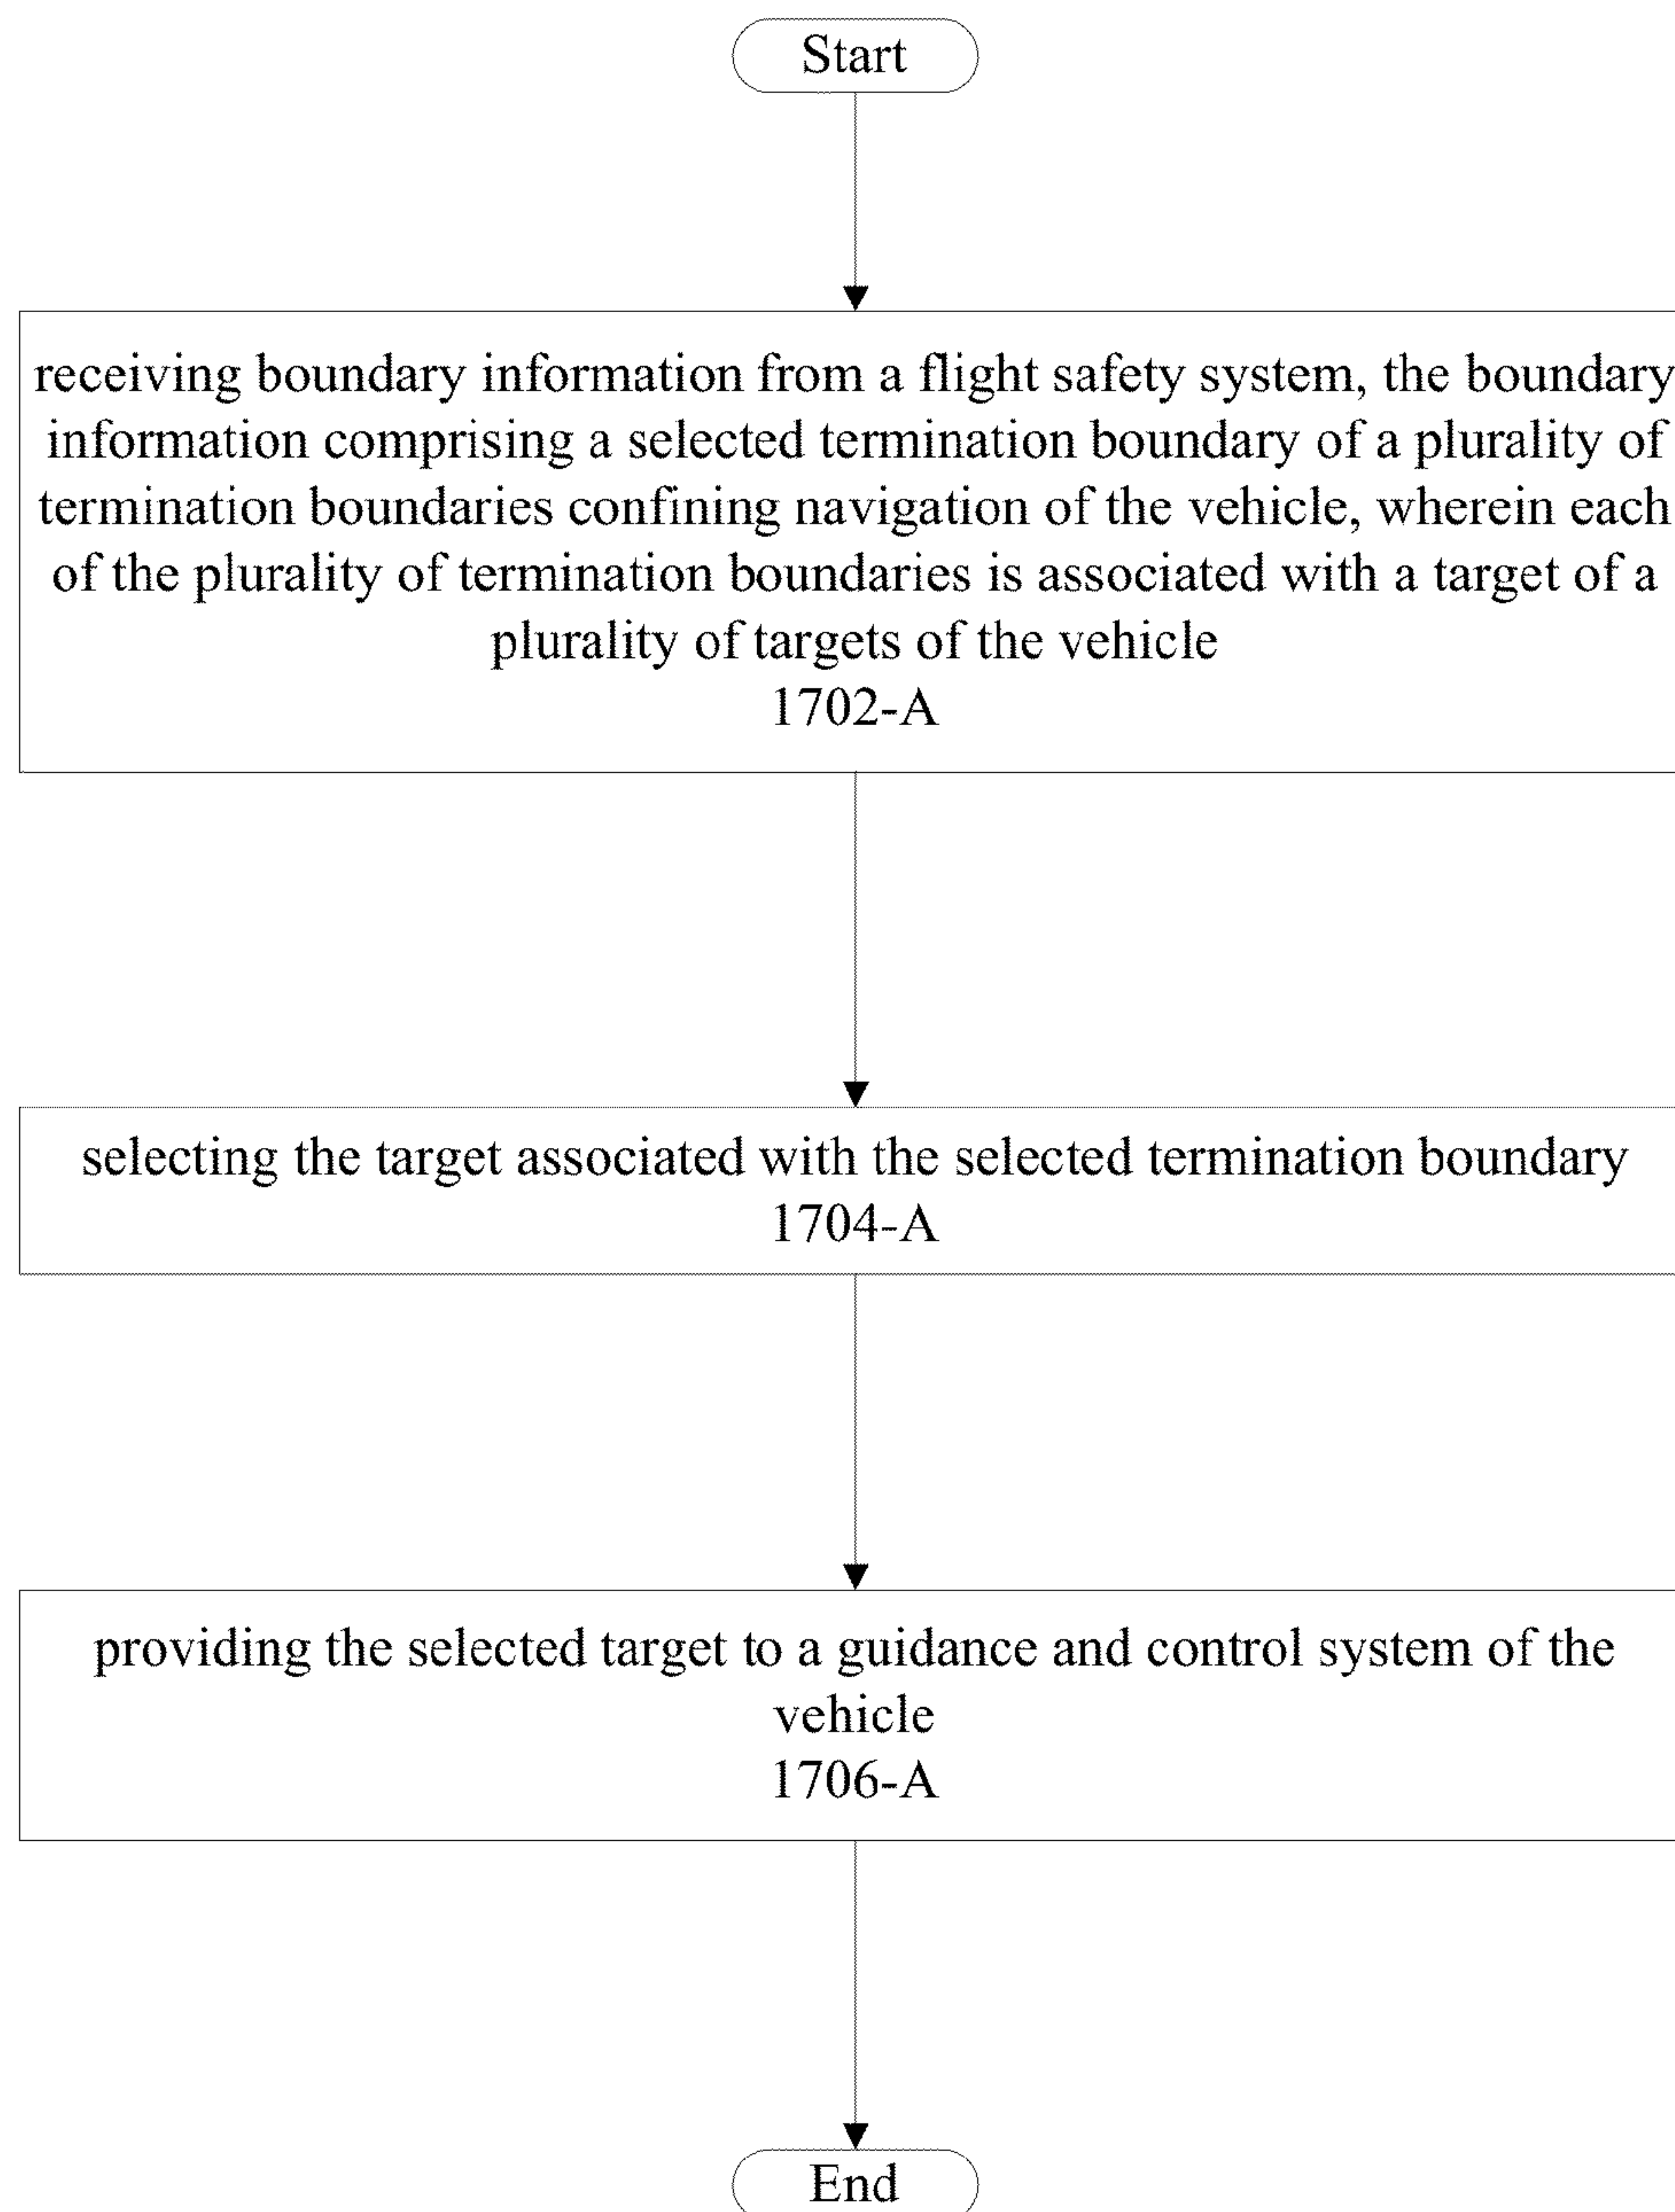 Start
receiving boundary information from a flight safety system, the boundary
information comprising a selected termination boundary of a plurality of
termination boundaries confining navigation of the vehicle, wherein each
of the plurality of termination boundaries is associated with a target of a
plurality of targets of the vehicle
1702-A
selecting the target associated with the selected termination boundary
1704-A
providing the selected target to a guidance and control system of the
vehicle
1706-A
End